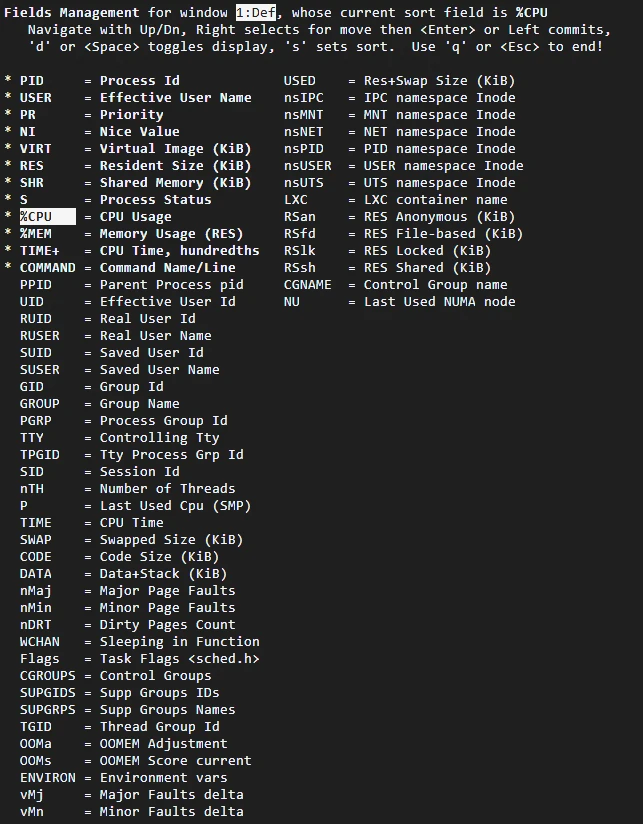 Fields Management for window 1:Def, whose current sort field is %CPU
   Navigate with Up/Dn, Right selects for move then <Enter> or Left commits,
   'd' or <Space> toggles display, 's' sets sort.  Use 'q' or <Esc> to end!

* PID     = Process Id             USED    = Res+Swap Size (KiB)
* USER    = Effective User Name    nsIPC   = IPC namespace Inode
* PR      = Priority               nsMNT   = MNT namespace Inode
* NI      = Nice Value             nsNET   = NET namespace Inode
* VIRT    = Virtual Image (KiB)    nsPID   = PID namespace Inode
* RES     = Resident Size (KiB)    nsUSER  = USER namespace Inode
* SHR     = Shared Memory (KiB)    nsUTS   = UTS namespace Inode
* S       = Process Status         LXC     = LXC container name
* %CPU    = CPU Usage              RSan    = RES Anonymous (KiB)
* %MEM    = Memory Usage (RES)     RSfd    = RES File-based (KiB)
* TIME+   = CPU Time, hundredths   RSlk    = RES Locked (KiB)
* COMMAND = Command Name/Line      RSsh    = RES Shared (KiB)
  PPID    = Parent Process pid     CGNAME  = Control Group name
  UID     = Effective User Id      NU      = Last Used NUMA node
  RUID    = Real User Id
  RUSER   = Real User Name
  SUID    = Saved User Id
  SUSER   = Saved User Name
  GID     = Group Id
  GROUP   = Group Name
  PGRP    = Process Group Id
  TTY     = Controlling Tty
  TPGID   = Tty Process Grp Id
  SID     = Session Id
  nTH     = Number of Threads
  P       = Last Used Cpu (SMP)
  TIME    = CPU Time
  SWAP    = Swapped Size (KiB)
  CODE    = Code Size (KiB)
  DATA    = Data+Stack (KiB)
  nMaj    = Major Page Faults
  nMin    = Minor Page Faults
  nDRT    = Dirty Pages Count
  WCHAN   = Sleeping in Function
  Flags   = Task Flags <sched.h>
  CGROUPS = Control Groups
  SUPGIDS = Supp Groups IDs
  SUPGRPS = Supp Groups Names
  TGID    = Thread Group Id
  OOMa    = OOMEM Adjustment
  OOMs    = OOMEM Score current
  ENVIRON = Environment vars
  vMj     = Major Faults delta
  vMn     = Minor Faults delta